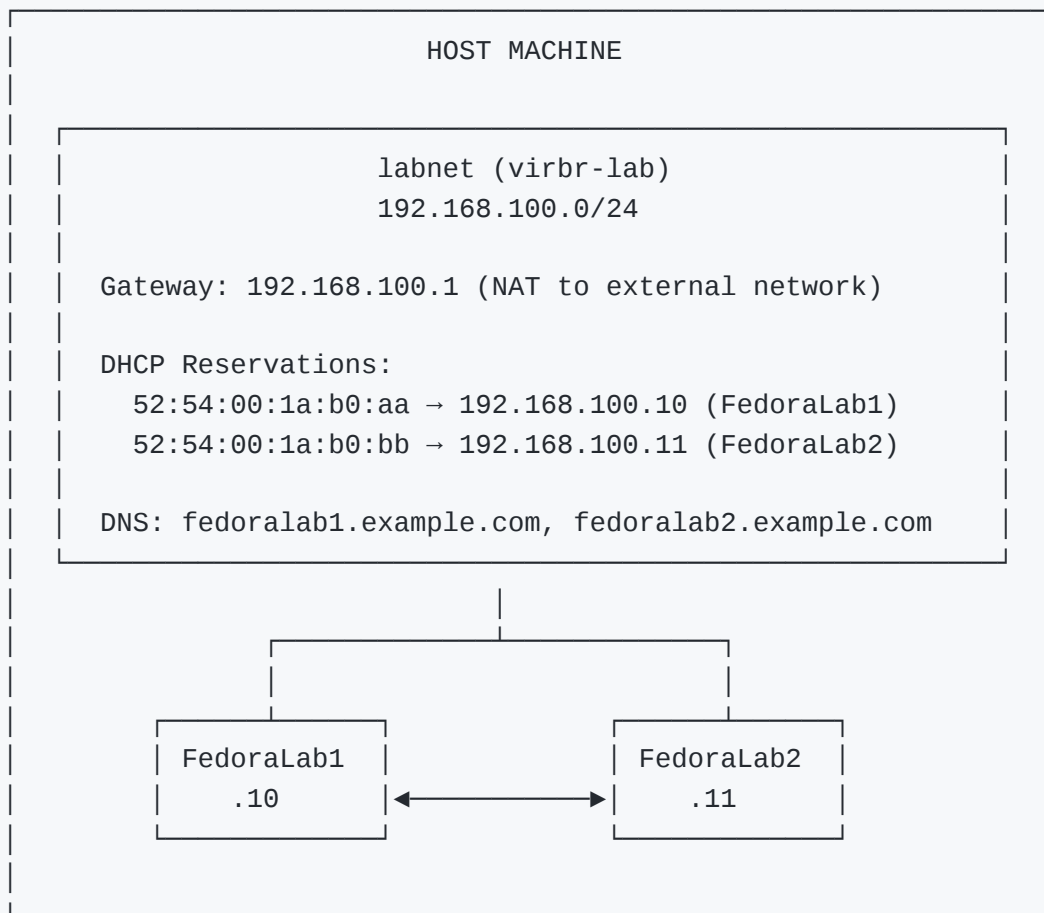 HOST MACHINE
labnet (virbr-lab)
192.168.100.0/24
Gateway: 192.168.100.1 (NAT to external network)
DHCP Reservations:
52:54:00:1a:b0:aa → 192.168.100.10 (FedoraLab1)
52:54:00:1a:b0:bb → 192.168.100.11 (FedoraLab2)
DNS: fedoralab1.example.com, fedoralab2.example.com
FedoraLab1 FedoraLab2
.10 .11